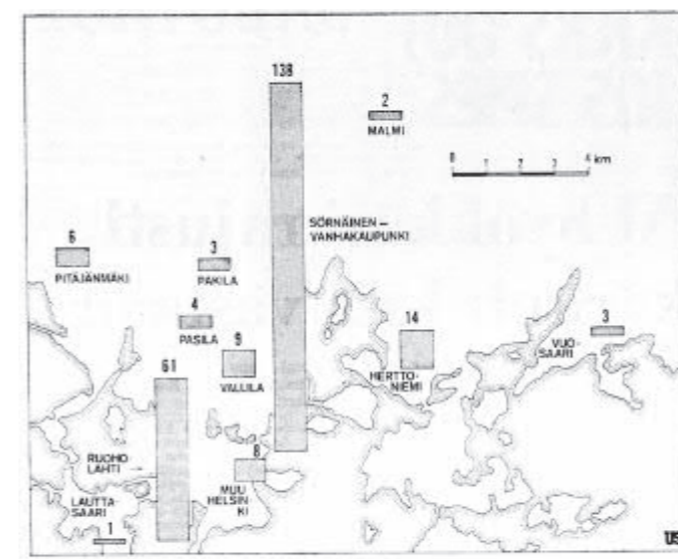 138
2
MALMI
0 1 2 3 4 km
SÖRNÄINEN –
VANHAKAUPUNKI
6
PITÄJÄNMÄKI
3
PAKILA
4
PASILA
9
VALLILA
14
HERTTO-
NIEMI
3
VUO-
SAARI
61
RUOHO-
LAHTI
8
MUU
HELSIN
KI
LAUTTA-
SAARI
1
US